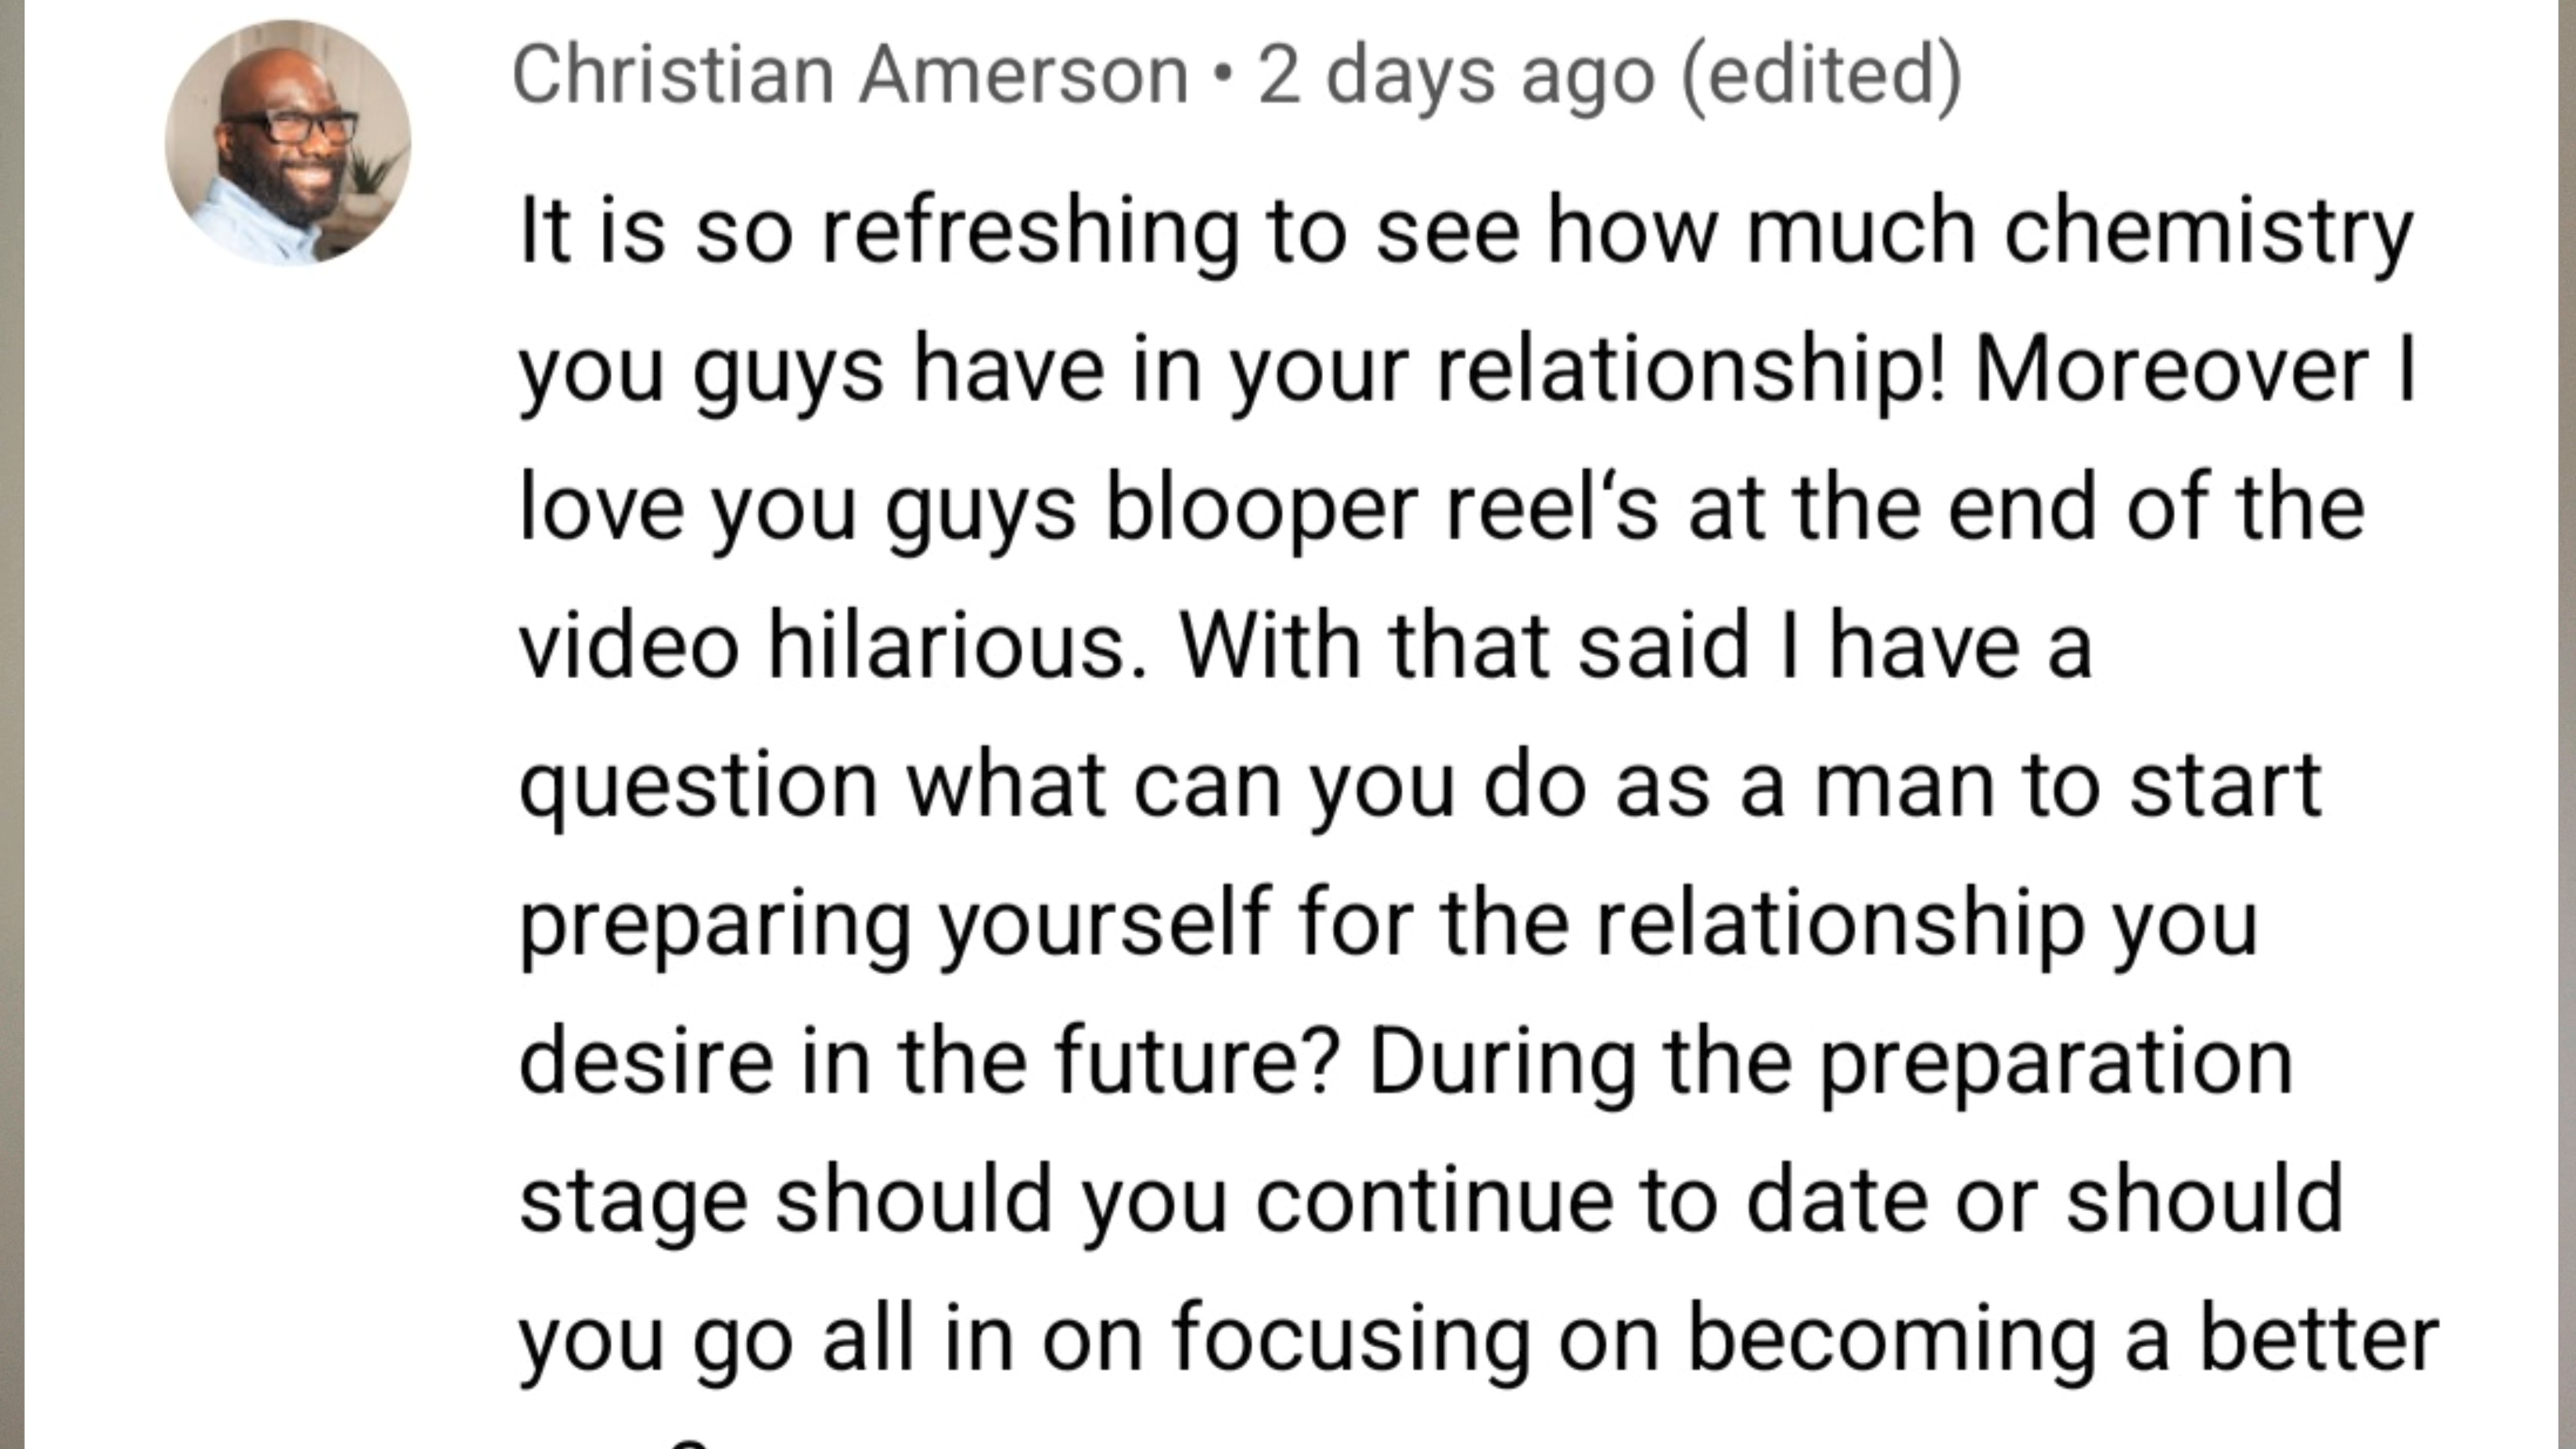 Christian Amerson • 2 days ago (edited)
It is so refreshing to see how much chemistry
you guys have in your relationship! Moreover I
love you guys blooper reel‘s at the end of the
video hilarious. With that said I have a
question what can you do as a man to start
preparing yourself for the relationship you
desire in the future? During the preparation
stage should you continue to date or should
you go all in on focusing on becoming a better